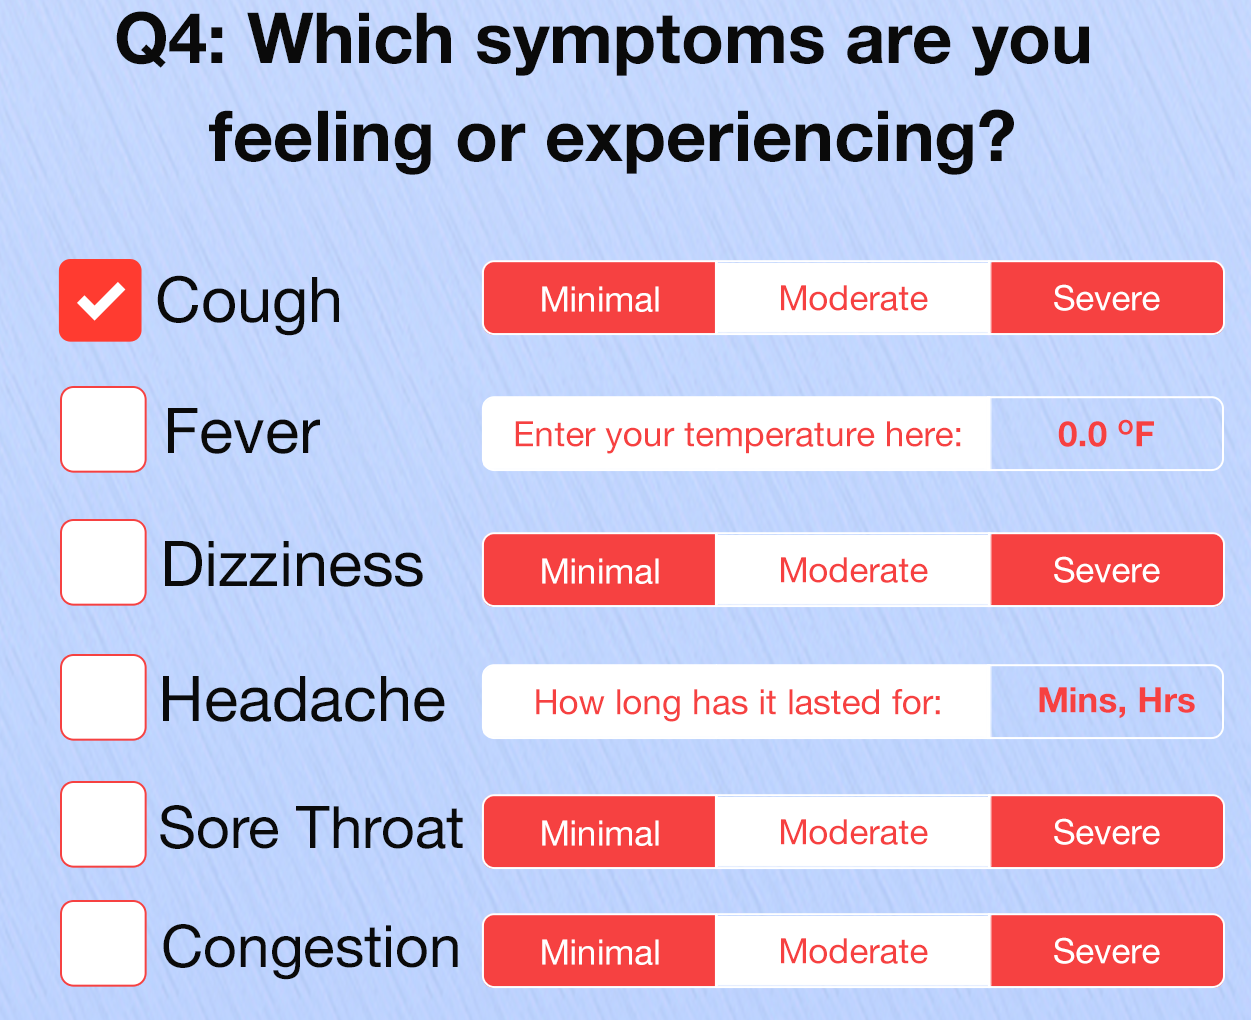 Q4: Which symptoms are you
feeling or experiencing?
Cough Minimal Moderate Severe
Fever Enter your temperature here: 0.0 ºF
Dizziness Minimal Moderate Severe
Headache How long has it lasted for: Mins, Hrs
Sore Throat Minimal Moderate Severe
Congestion Minimal Moderate Severe